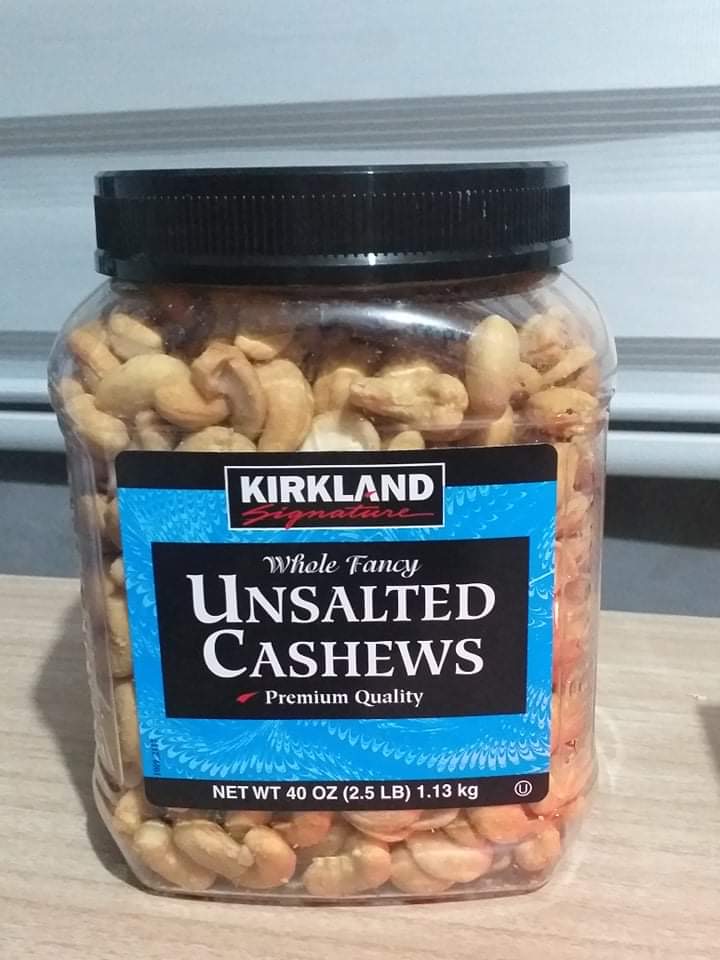 KIRKLAND
Signature
Whole Fancy
UNSALTED
CASHEWS
Premium Quality
NET WT 40 OZ (2.5 LB) 1.13 kg U